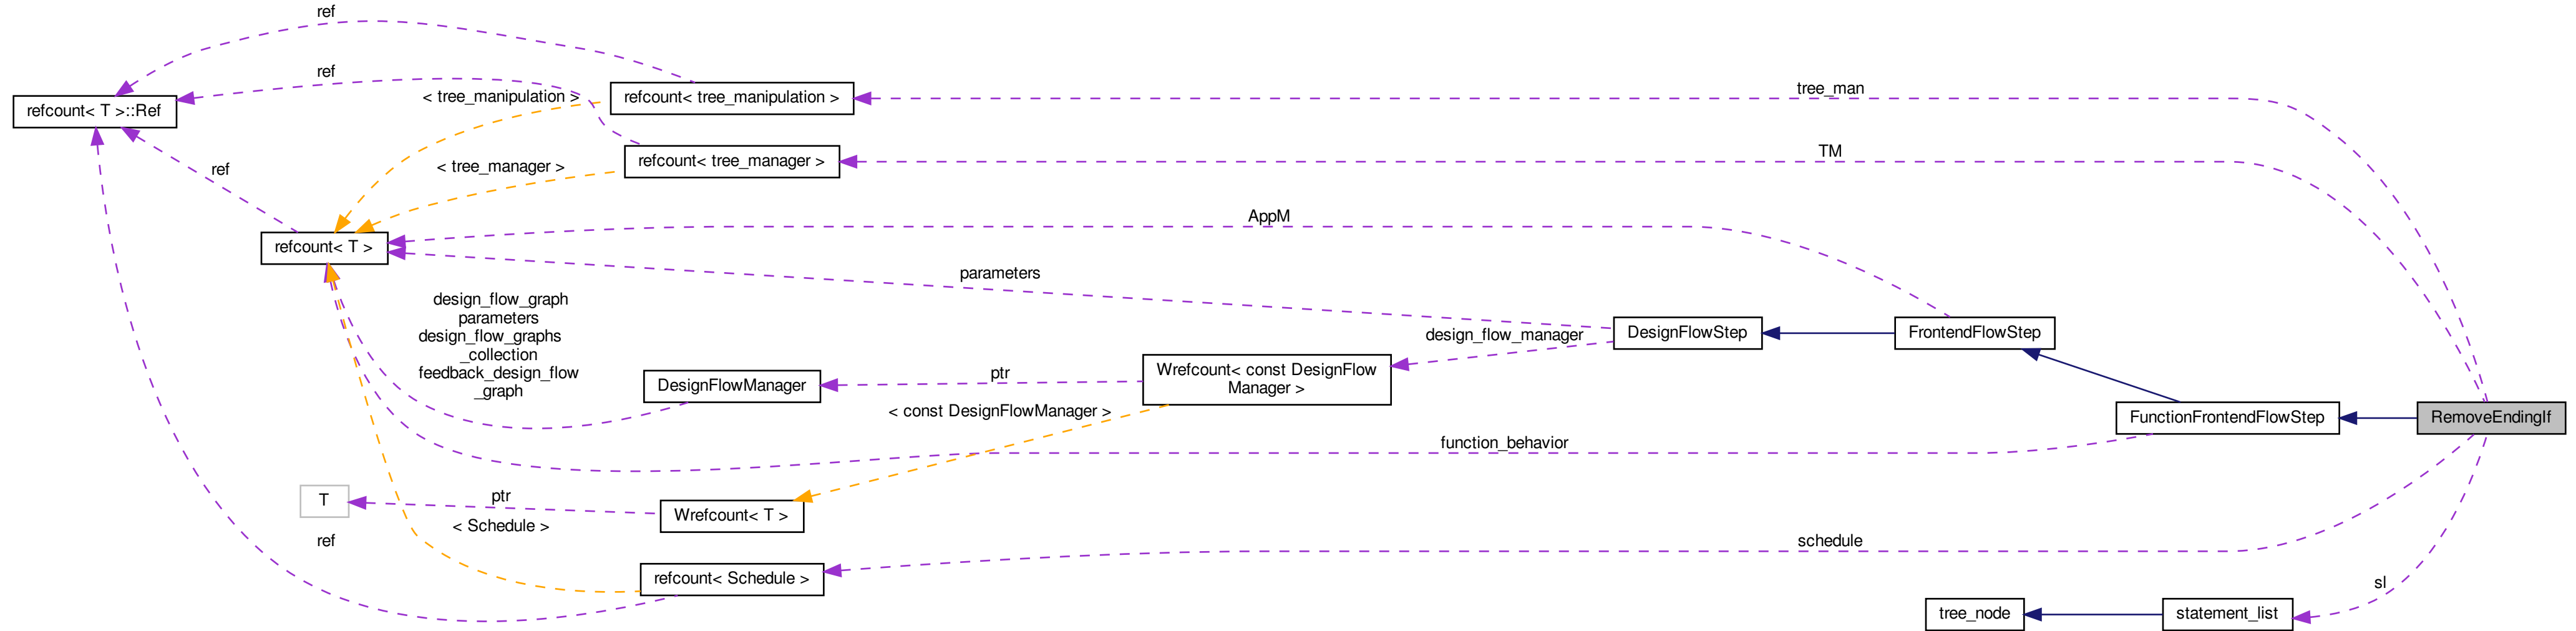 ref
ref
< tree_manipulation >
refcount< tree_manipulation >
tree_man
refcount< T >::Ref
refcount< tree_manager >
TM
ref
< tree_manager >
AppM
refcount< T >
parameters
design_flow_graph
parameters
design_flow_graphs
_collection
feedback_design_flow
_graph
design_flow_manager
DesignFlowStep
FrontendFlowStep
ptr
DesignFlowManager
Wrefcount< const DesignFlow
Manager >
< const DesignFlowManager >
FunctionFrontendFlowStep
RemoveEndingIf
function_behavior
T
ptr
Wrefcount< T >
< Schedule >
ref
schedule
refcount< Schedule >
sl
tree_node
statement_list